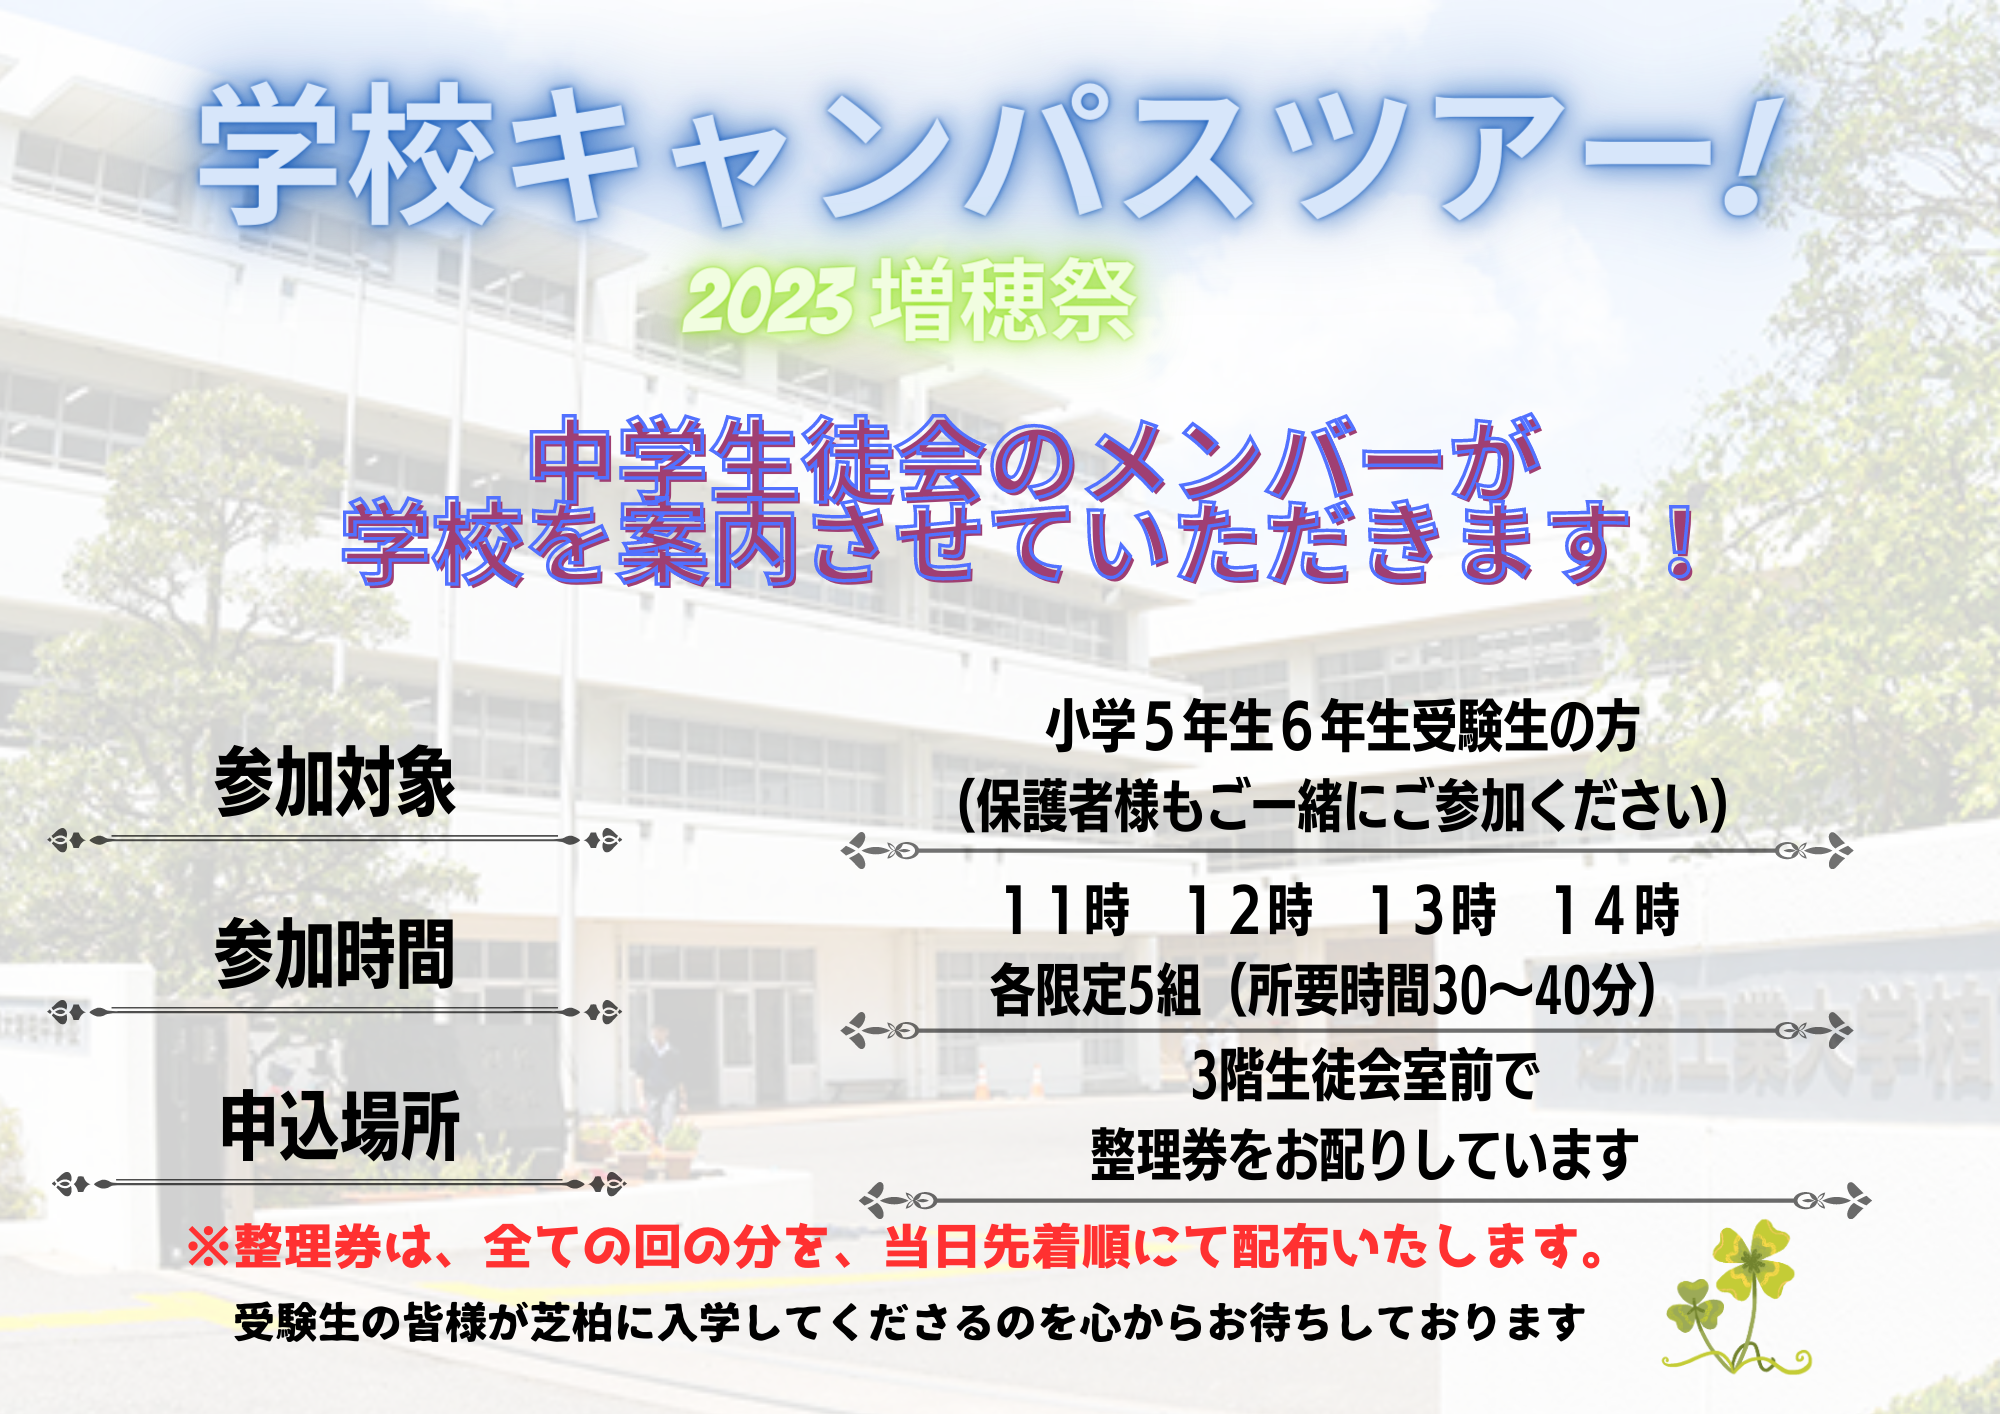 学校キャンパスツアー!
2023 増穂祭
中学生徒会のメンバーが
学校を案内させていただきます！
参加対象
小学５年生６年生受験生の方
（保護者様もご一緒にご参加ください）
参加時間
１１時　１２時　１３時　１４時
各限定5組（所要時間30～40分）
申込場所
3階生徒会室前で
整理券をお配りしています
※整理券は、全ての回の分を、当日先着順にて配布いたします。
受験生の皆様が芝柏に入学してくださるのを心からお待ちしております
芝浦工業大学柏